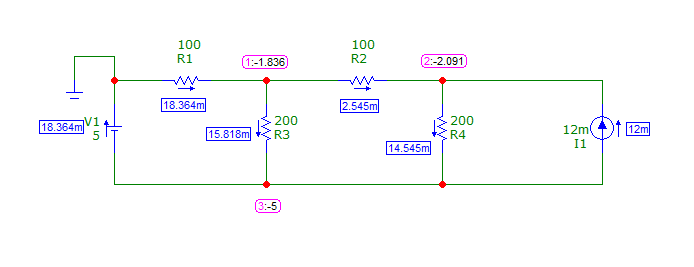 100
R1
1:-1.836
100
R2
2:-2.091
18.364m
2.545m
18.364m
V1
5
15.818m
200
R3
14.545m
200
R4
12m
I1
12m
3:-5